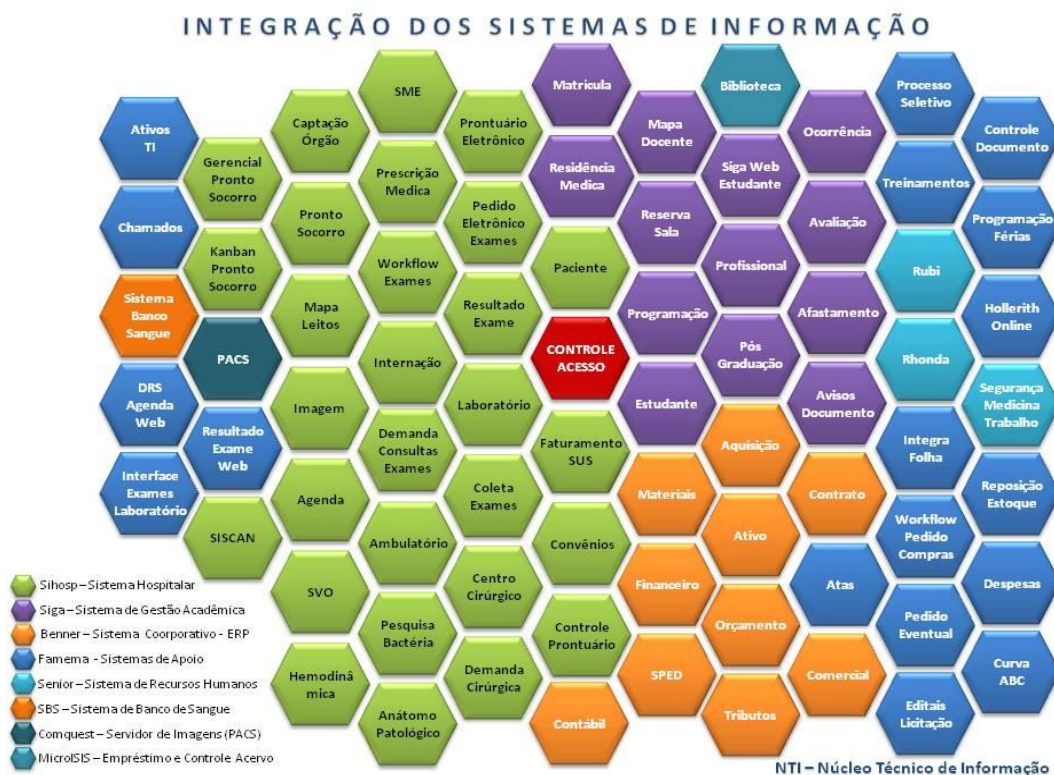 INTEGRAÇÃO DOS SISTEMAS DE INFORMAÇÃO
Ativos
TI
Chamados
Sistema
Banco
Sangue
DRS
Agenda
Web
Interface
Exames
Laboratório
Gerencial
Pronto
Socorro
Kanban
Pronto
Socorro
PACS
Resultado
Exame
Web
SISCAN
Captação
Órgão
Pronto
Socorro
Mapa
Leitos
Imagem
Agenda
SVO
Hemodinâ
mica
SME
Prescrição
Medica
Workflow
Exames
Internação
Demanda
Consultas
Exames
Ambulatório
Pesquisa
Bactéria
Anátomo
Patológico
Prontuário
Eletrônico
Pedido
Eletrônico
Exames
Resultado
Exame
Laboratório
Coleta
Exames
Centro
Cirúrgico
Demanda
Cirúrgica
Matricula
Residência
Medica
Paciente
CONTROLE
ACESSO
Faturamento
SUS
Convênios
Controle
Prontuário
Contábil
Mapa
Docente
Reserva
Sala
Programação
Estudante
Materiais
Financeiro
SPED
Biblioteca
Siga Web
Estudante
Profissional
Pós
Graduação
Aquisição
Ativo
Orçamento
Tributos
Ocorrência
Avaliação
Afastamento
Avisos
Documento
Contrato
Atas
Comercial
Processo
Seletivo
Treinamentos
Rubi
Rhonda
Integra
Folha
Workflow
Pedido
Compras
Pedido
Eventual
Editais
Licitação
Controle
Documento
Programação
Férias
Hollerith
Online
Segurança
Medicina
Trabalho
Reposição
Estoque
Despesas
Curva
ABC
Sihosp – Sistema Hospitalar
Siga – Sistema de Gestão Acadêmica
Benner – Sistema Coorporativo - ERP
Famema - Sistemas de Apoio
Senior – Sistema de Recursos Humanos
SBS – Sistema de Banco de Sangue
Comquest – Servidor de Imagens (PACS)
MicroISIS – Empréstimo e Controle Acervo
NTI – Núcleo Técnico de Informação